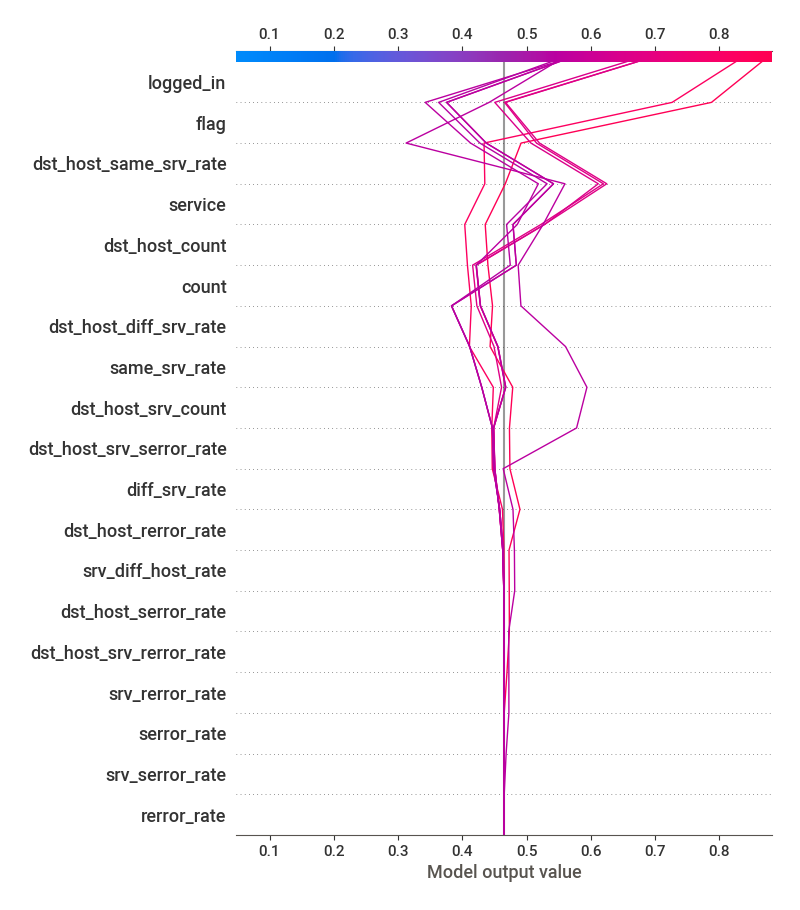 0.1 0.2 0.3 0.4 0.5 0.6 0.7 0.8
logged_in
flag
dst_host_same_srv_rate
service
dst_host_count
count
dst_host_diff_srv_rate
same_srv_rate
dst_host_srv_count
dst_host_srv_serror_rate
diff_srv_rate
dst_host_rerror_rate
srv_diff_host_rate
dst_host_serror_rate
dst_host_srv_rerror_rate
srv_rerror_rate
serror_rate
srv_serror_rate
rerror_rate
0.1 0.2 0.3 0.4 0.5 0.6 0.7 0.8
Model output value